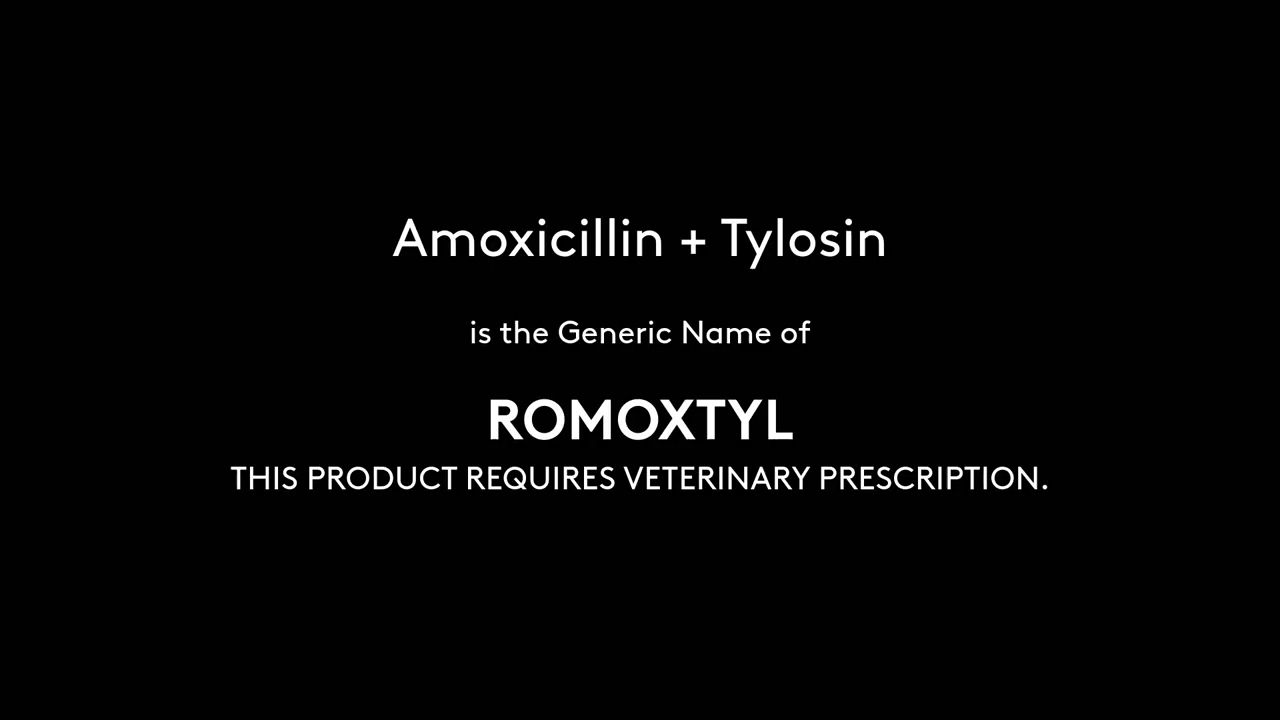 Amoxicillin + Tylosin
is the Generic Name of
ROMOXTYL
THIS PRODUCT REQUIRES VETERINARY PRESCRIPTION.